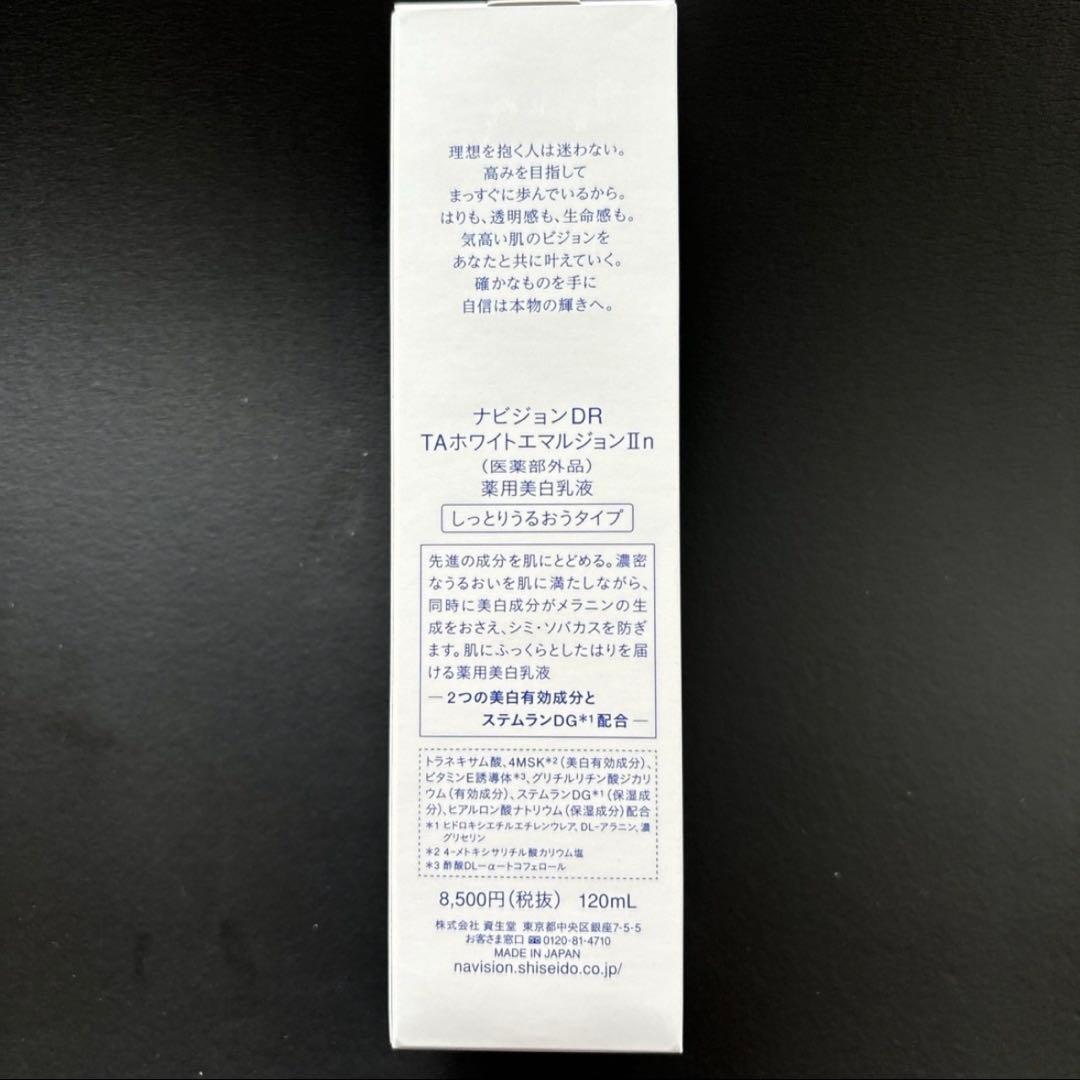 理想を抱く人は迷わない。
高みを目指して
まっすぐに歩んでいるから。
はりも、透明感も、生命感も。
気高い肌のビジョンを
あなたと共に叶えていく。
確かなものを手に
自信は本物の輝きへ。
ナビジョンDR
TAホワイトエマルジョンⅡn
（医薬部外品）
薬用美白乳液
しっとりうるおうタイプ
先進の成分を肌にとどめる。濃密
なうるおいを肌に満たしながら、
同時に美白成分がメラニンの生
成をおさえ、シミ・ソバカスを防ぎ
ます。肌にふっくらとしたはりを届
ける薬用美白乳液
― 2つの美白有効成分と
ステムランDG*1配合 ―
トラネキサム酸、4MSK*2（美白有効成分）、
ビタミンE誘導体*3、グリチルリチン酸ジカリ
ウム（有効成分）、ステムランDG*1（保湿成
分）、ヒアルロン酸ナトリウム（保湿成分）配合
*1 ヒドロキシエチルエチレンウレア、DL-アラニン、濃
グリセリン
*2 4-メトキシサリチル酸カリウム塩
*3 酢酸DL-α-トコフェロール
8,500円（税抜） 120mL
株式会社 資生堂 東京都中央区銀座7-5-5
お客さま窓口 0120-81-4710
MADE IN JAPAN
navision.shiseido.co.jp/